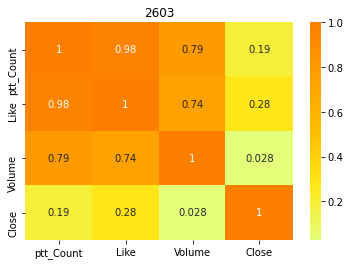 2603
ptt_Count
1
0.98
0.79
0.19
Like
0.98
1
0.74
0.28
Volume
0.79
0.74
1
0.028
Close
0.19
0.28
0.028
1
ptt_Count
Like
Volume
Close
1.0
0.8
0.6
0.4
0.2